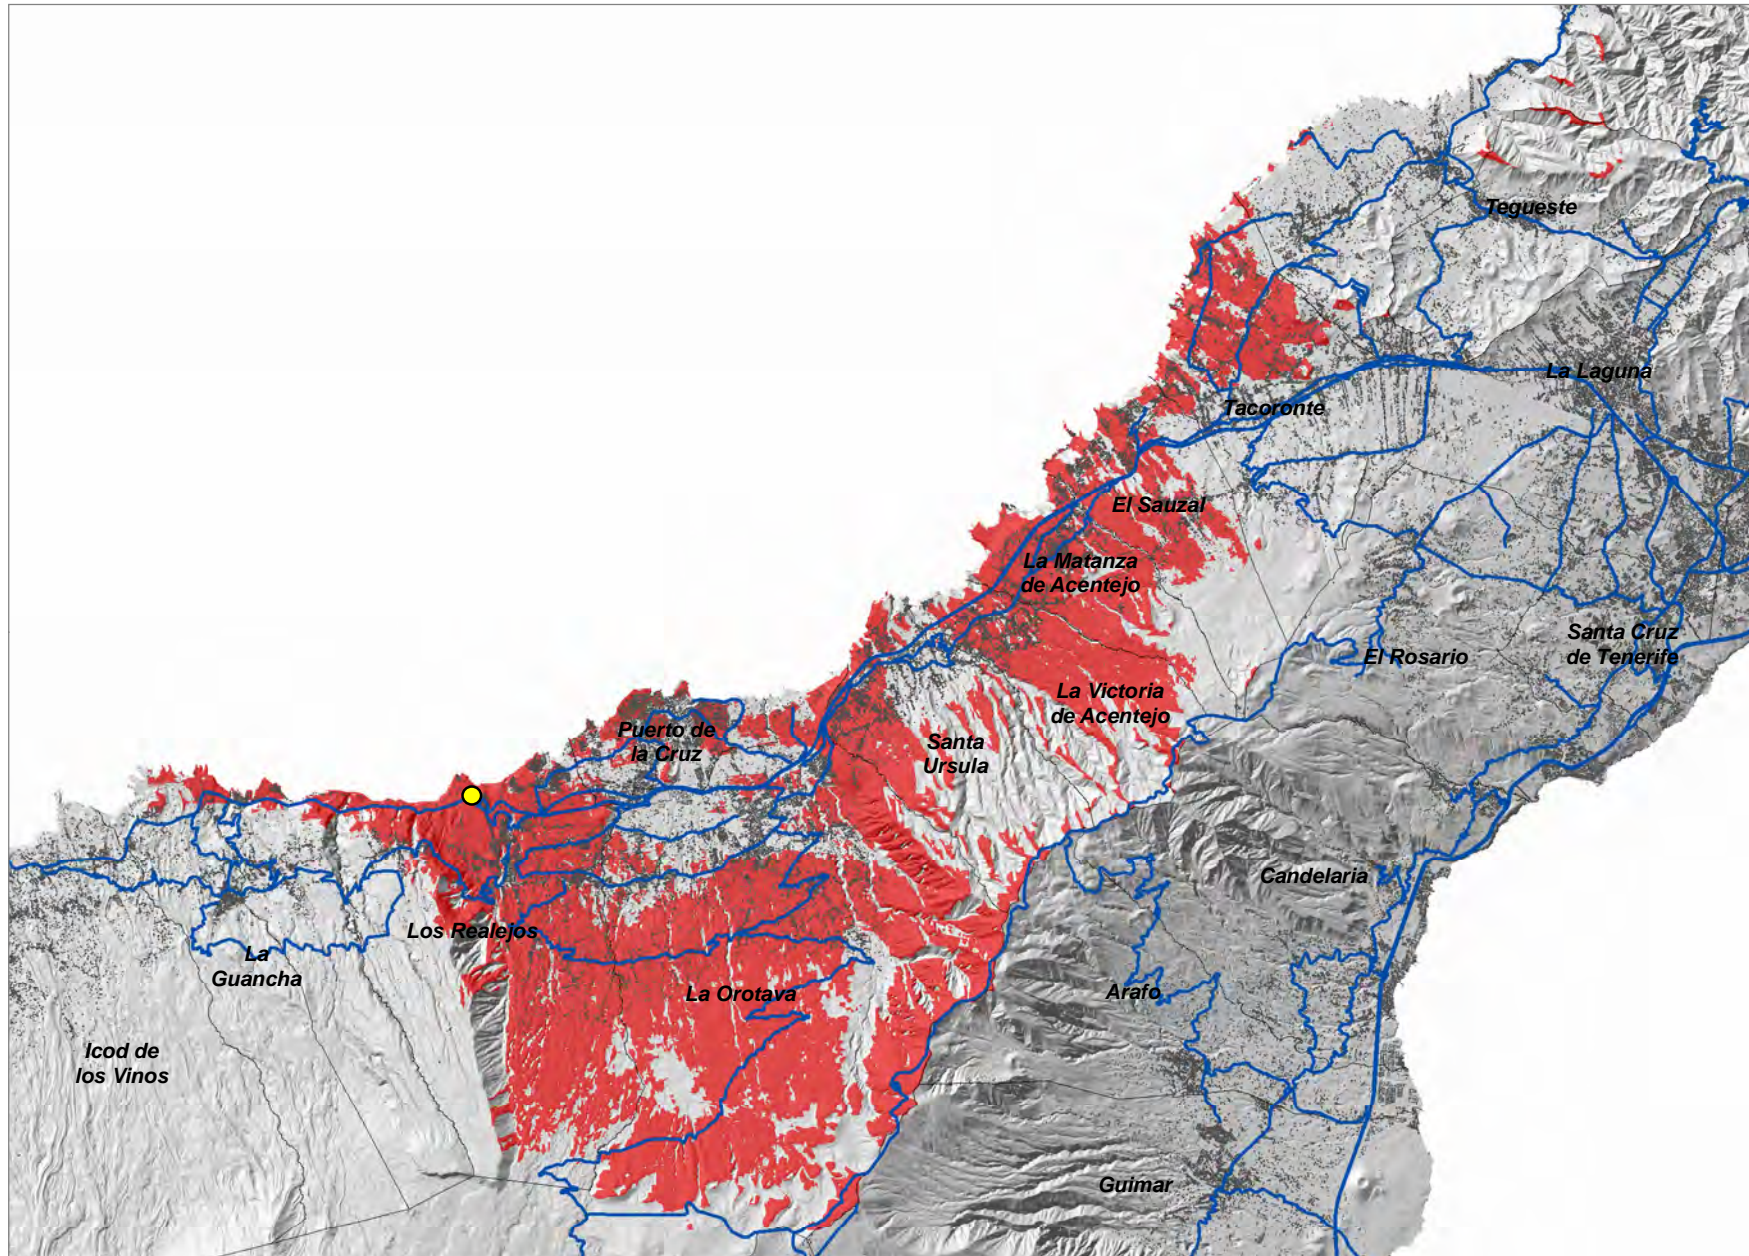 Tegueste
La Laguna
Tacoronte
El Sauzal
La Matanza
de Acentejo
Santa Cruz
de Tenerife
El Rosario
La Victoria
de Acentejo
Puerto de
la Cruz
Santa
Ursula
Candelaria
Los Realejos
La
Guancha
La Orotava
Arafo
Icod de
los Vinos
Guimar